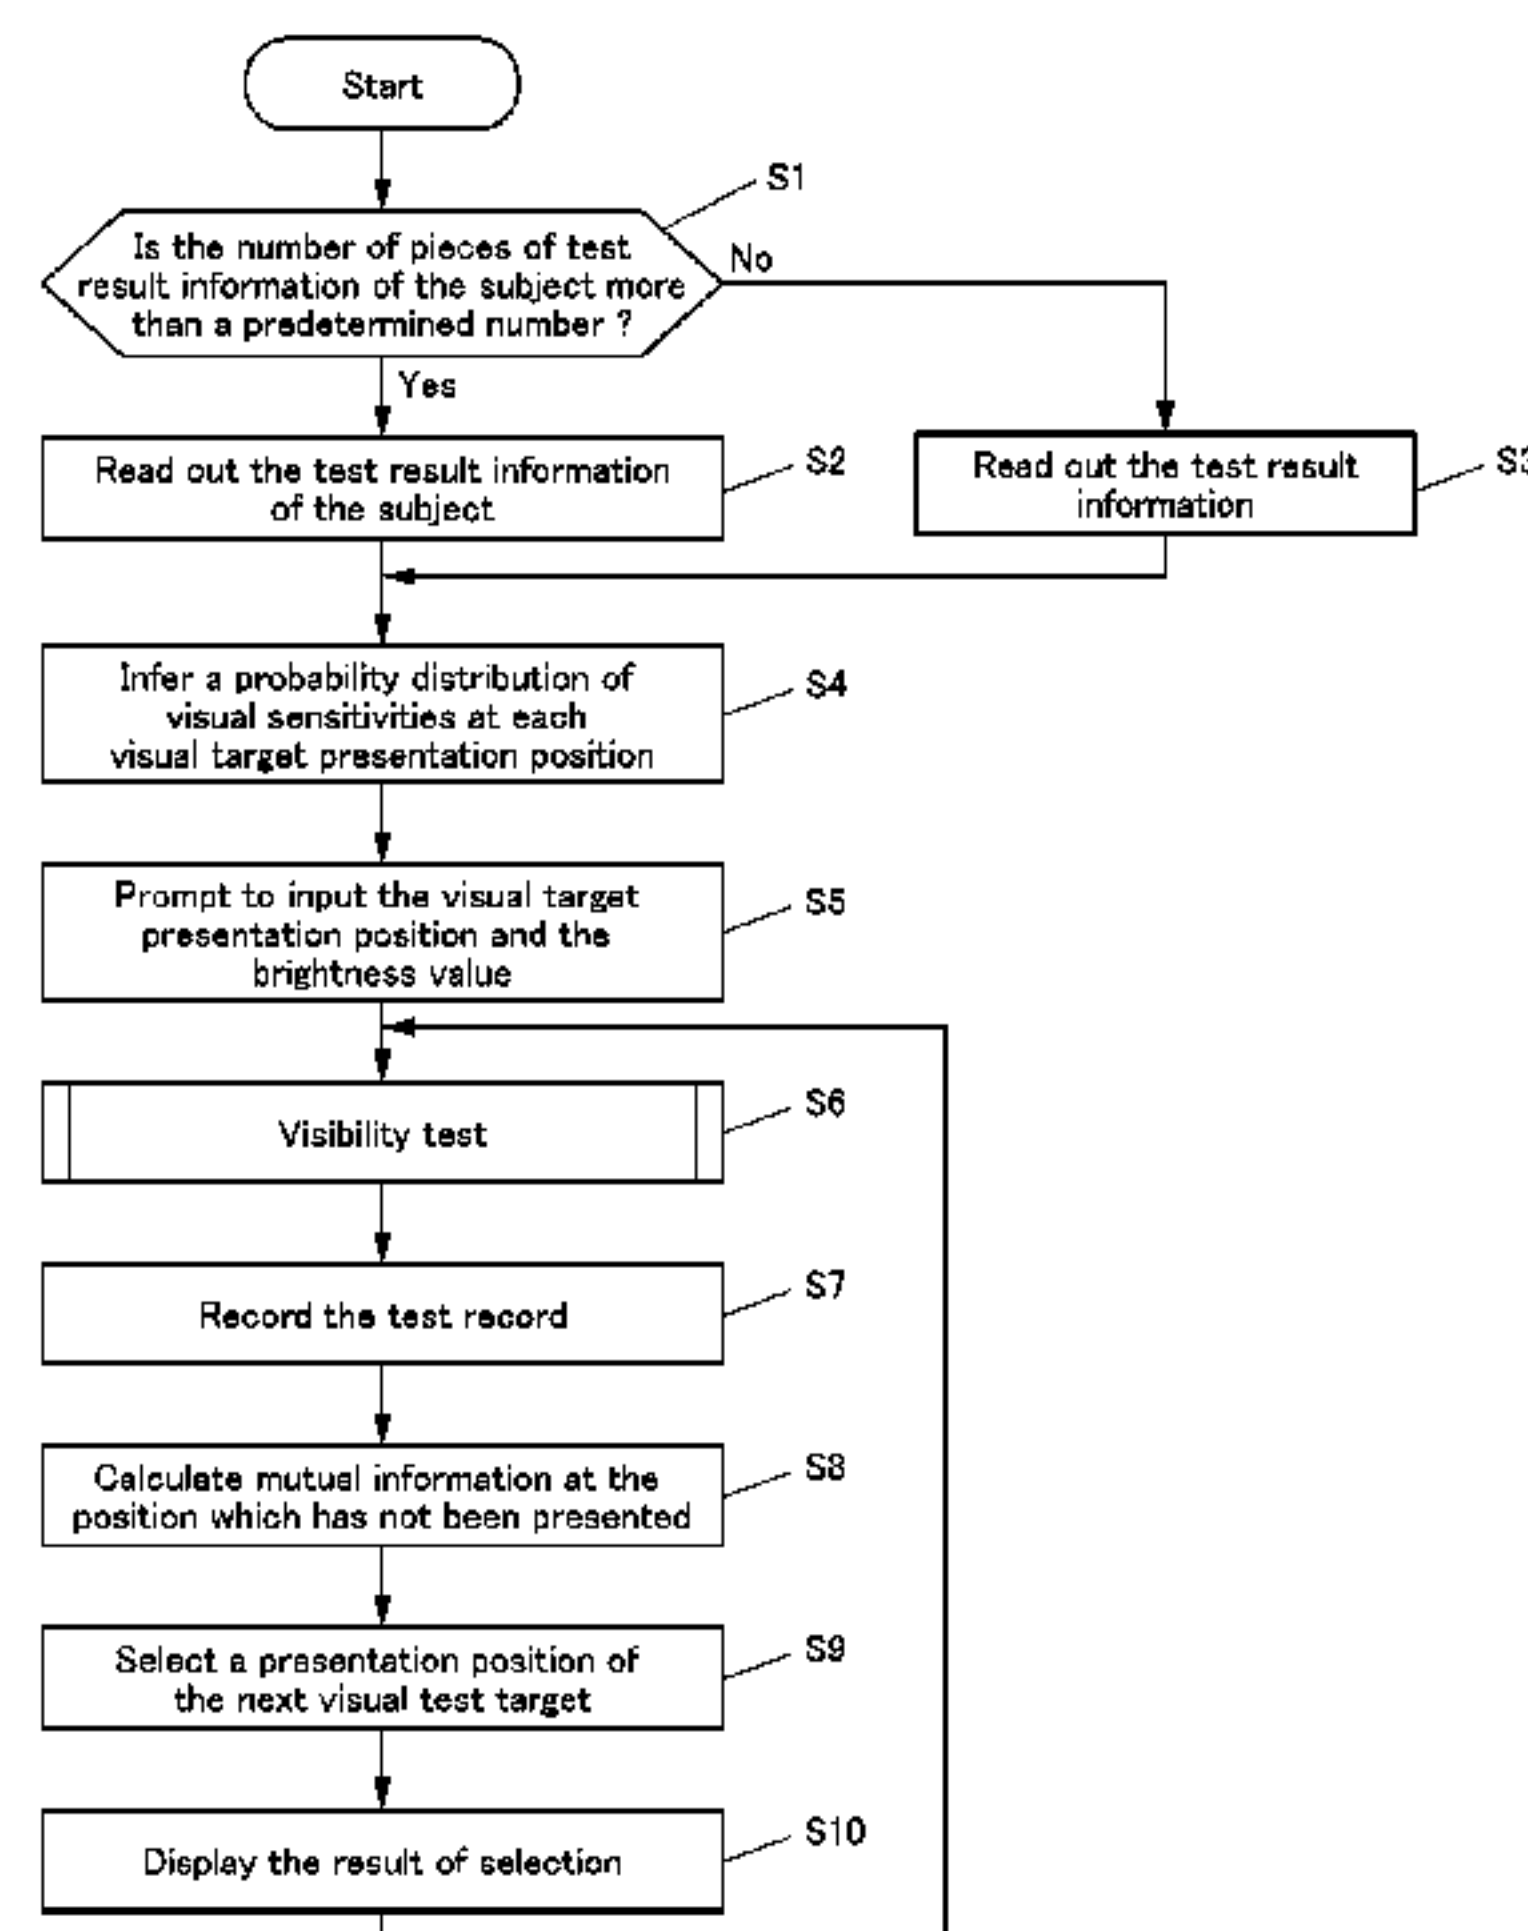 Start
S1
Is the number of pieces of test
result information of the subject more
than a predetermined number ?
No
Yes
Read out the test result information
of the subject
S2
Read out the test result
information
S3
Infer a probability distribution of
visual sensitivities at each
visual target presentation position
S4
Prompt to input the visual target
presentation position and the
brightness value
S5
Visibility test
S6
Record the test record
S7
Calculate mutual information at the
position which has not been presented
S8
Select a presentation position of
the next visual test target
S9
Display the result of selection
S10